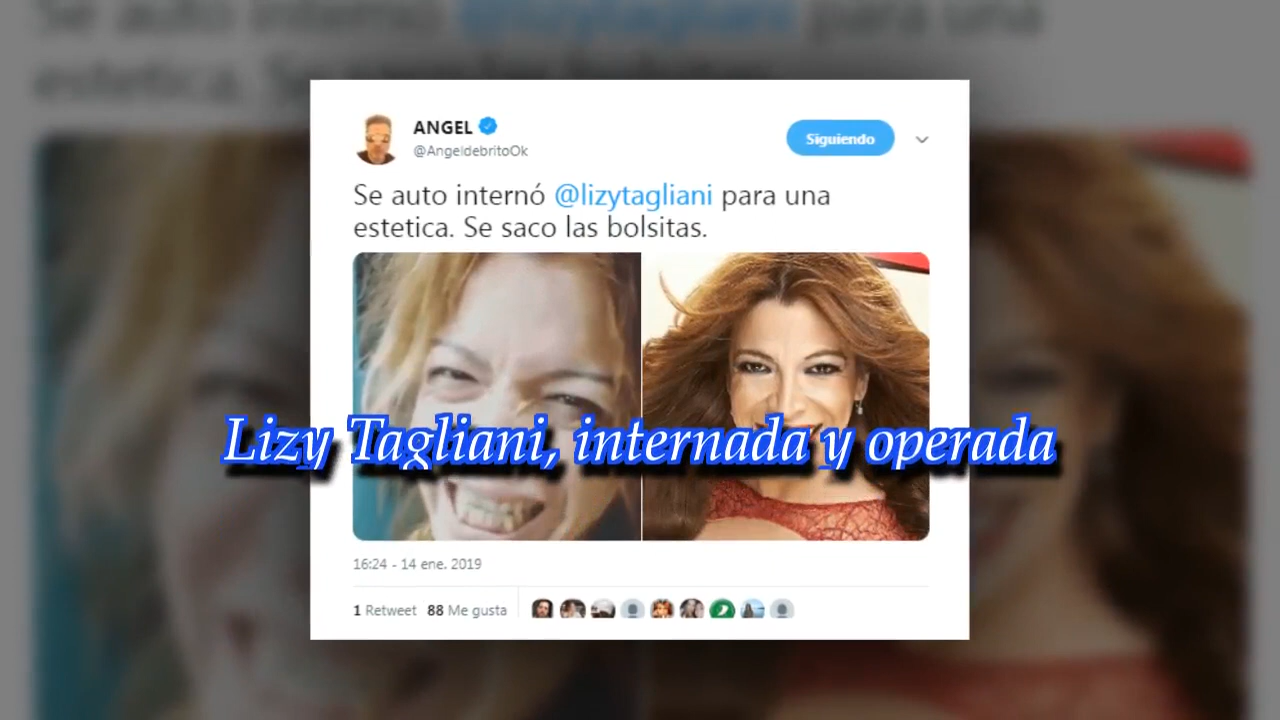 ANGEL
@AngeldebritoOk
Siguiendo
Se auto internó @lizytagliani para una
estetica. Se saco las bolsitas.
Lizy Tagliani, internada y operada
16:24 - 14 ene. 2019
1 Retweet 88 Me gusta